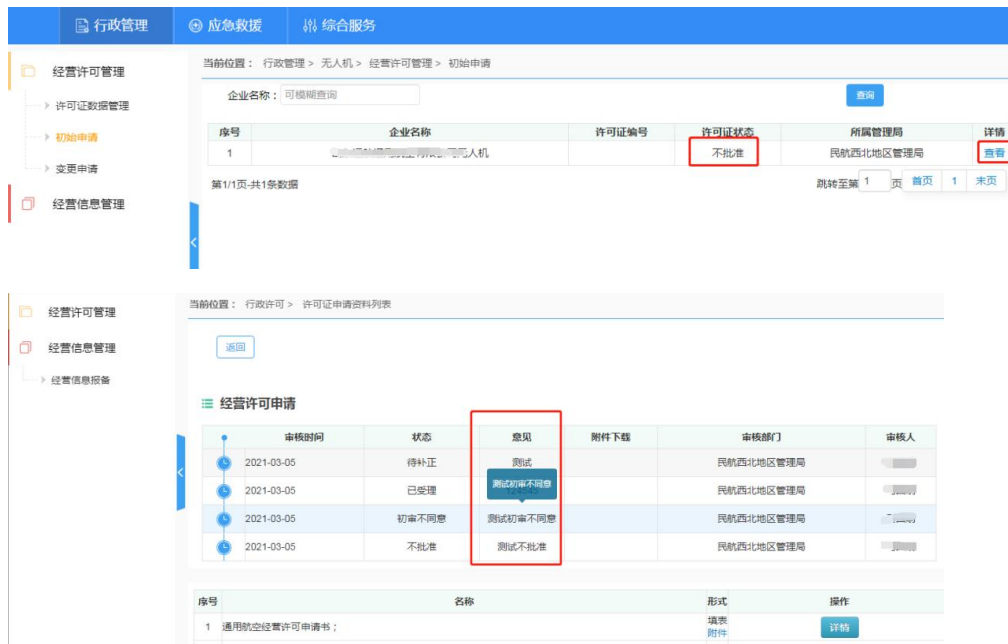 行政管理 应急救援 综合服务
经营许可管理
许可证数据管理
初始申请
变更申请
经营信息管理
当前位置： 行政管理 > 无人机 > 经营许可管理 > 初始申请
企业名称： 可模糊查询 查询
序号 企业名称 许可证编号 许可证状态 所属管理局 详情
1 无人机 不批准 民航西北地区管理局 查看
第1/1页-共1条数据 跳转至第 1 页 首页 1 末页
经营许可管理
经营信息管理
经营信息报备
当前位置： 行政许可 > 许可证申请资料列表
返回
经营许可申请
审核时间 状态 意见 附件下载 审核部门 审核人
2021-03-05 待补正 测试 民航西北地区管理局
测试初审不同意
2021-03-05 已受理 民航西北地区管理局
2021-03-05 初审不同意 测试初审不同意 民航西北地区管理局
2021-03-05 不批准 测试不批准 民航西北地区管理局
序号 名称 形式 操作
1 通用航空经营许可申请书； 填表 详情
附件